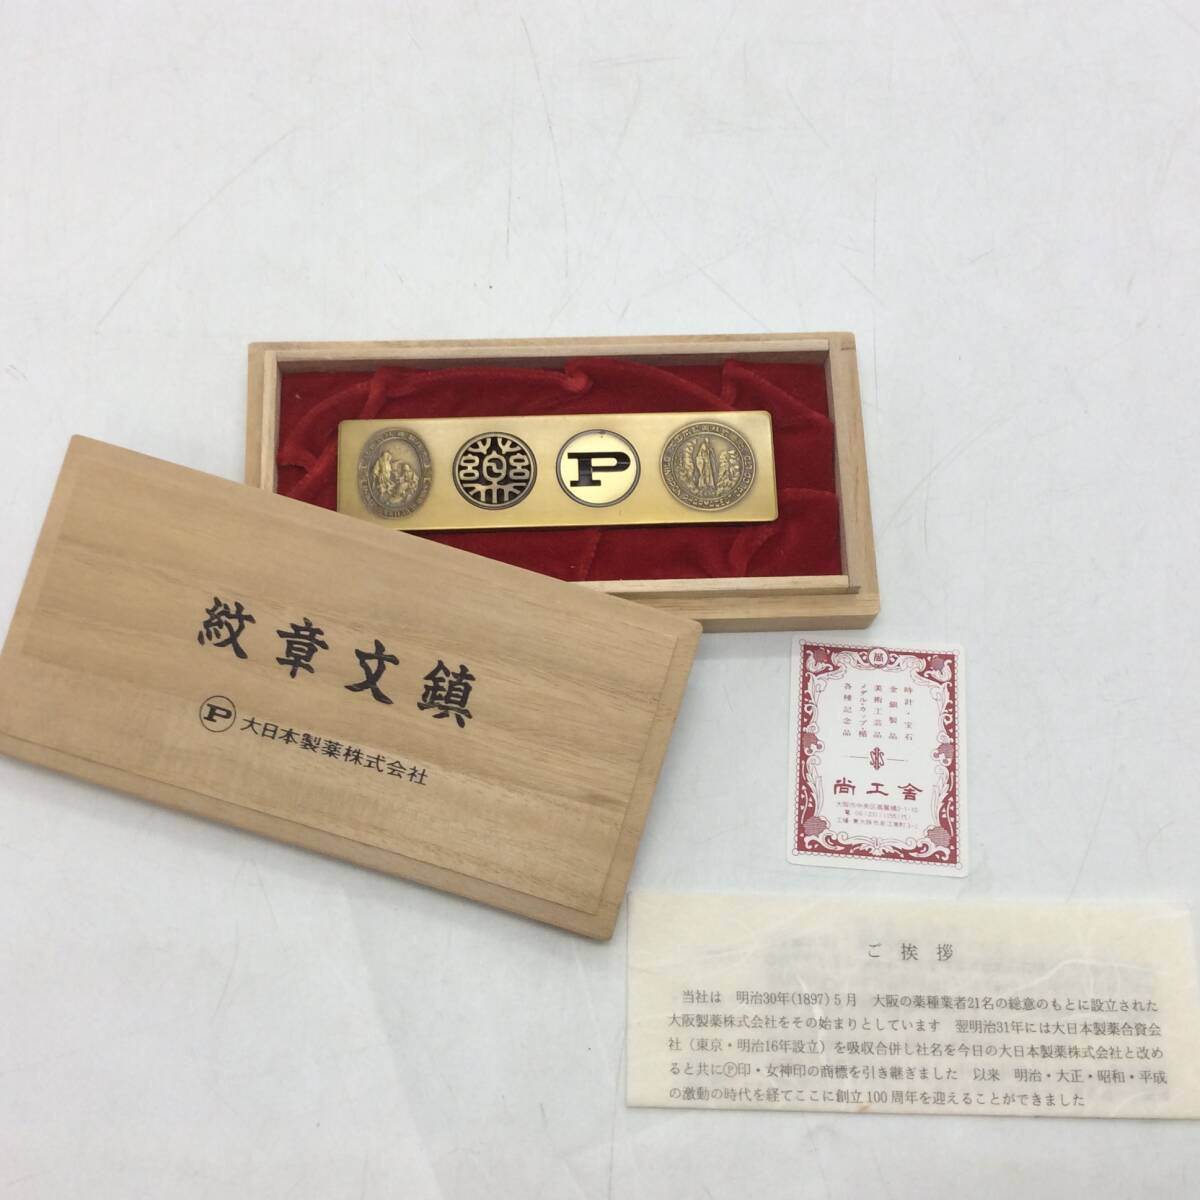 P
紋章文鎮
P 大日本製薬株式会社
尚
時計・宝石
金銀製品
美術工芸品
メダル・カップ・楯
各種記念品
尚工舎
ご挨拶
当社は 明治30年(1897)5月 大阪の薬種業者21名の総意のもとに設立された
大阪製薬株式会社をその始まりとしています 翌明治31年には大日本製薬合資会
社(東京・明治16年設立)を吸収合併し社名を今日の大日本製薬株式会社と改め
ると共にⓅ印・女神印の商標を引き継ぎました 以来 明治・大正・昭和・平成
の激動の時代を経てここに創立100周年を迎えることができました